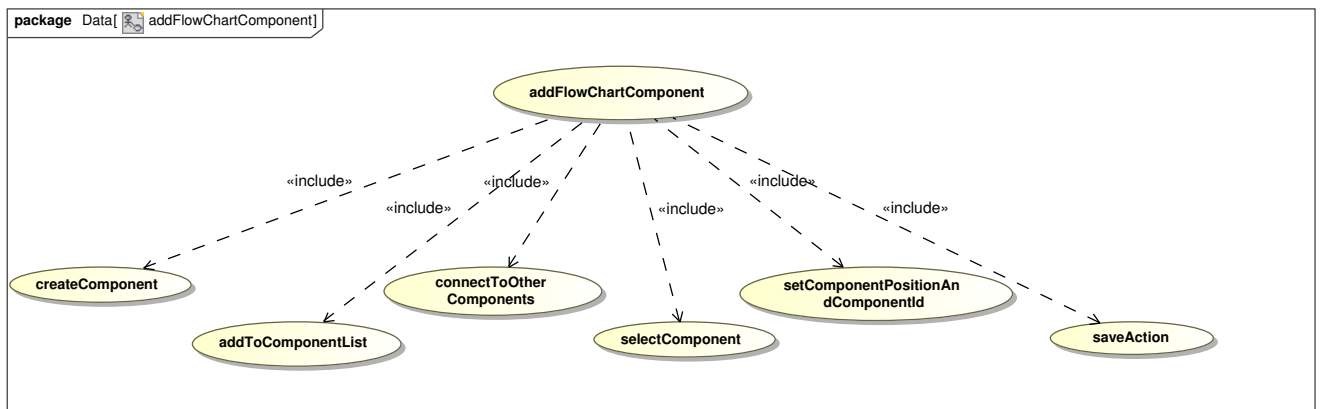 package Data[ addFlowChartComponent]
addFlowChartComponent
«include»
«include»
«include»
«include»
«include»
«include»
createComponent
connectToOther
Components
setComponentPositionAn
dComponentId
addToComponentList
selectComponent
saveAction